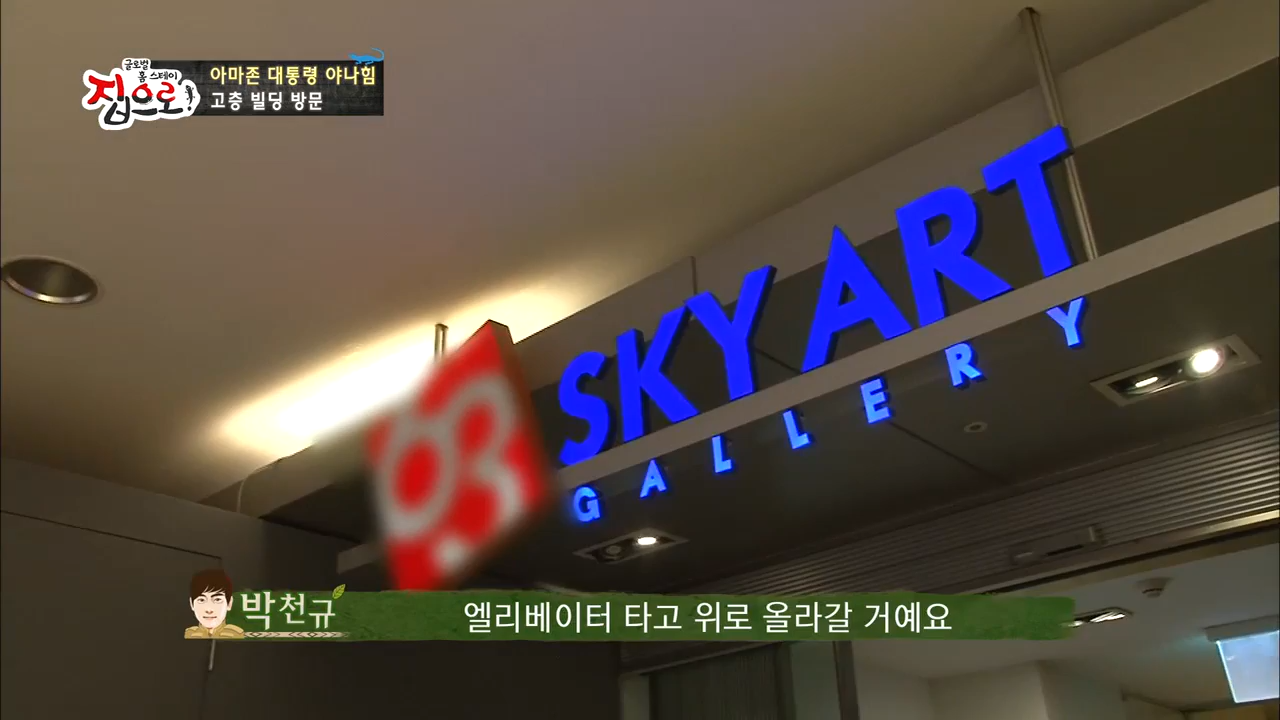 글로벌
홈 스테이
집으로
아마존 대통령 야나힘
고층 빌딩 방문
SKY ART
GALLERY
박천규
엘리베이터 타고 위로 올라갈 거예요